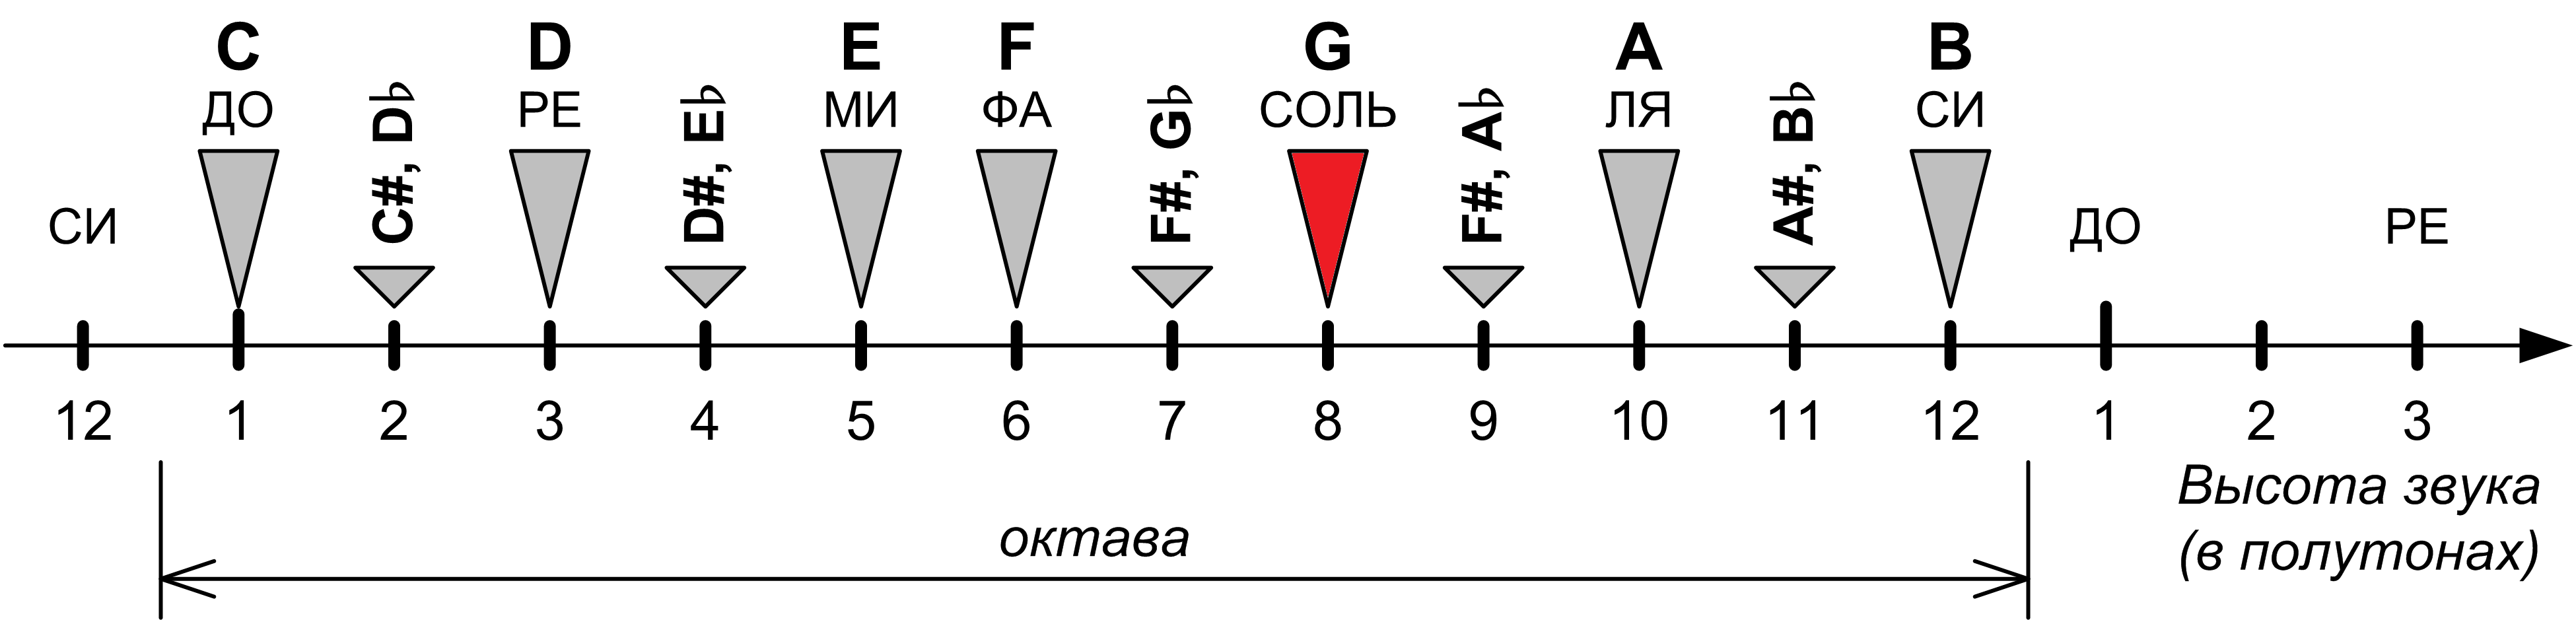 C D E F G A B
ДО РЕ МИ ФА СОЛЬ ЛЯ СИ
C#, D♭ D#, E♭ F#, G♭ F#, A♭ A#, B♭
СИ ДО РЕ
12 1 2 3 4 5 6 7 8 9 10 11 12 1 2 3
октава
Высота звука
(в полутонах)